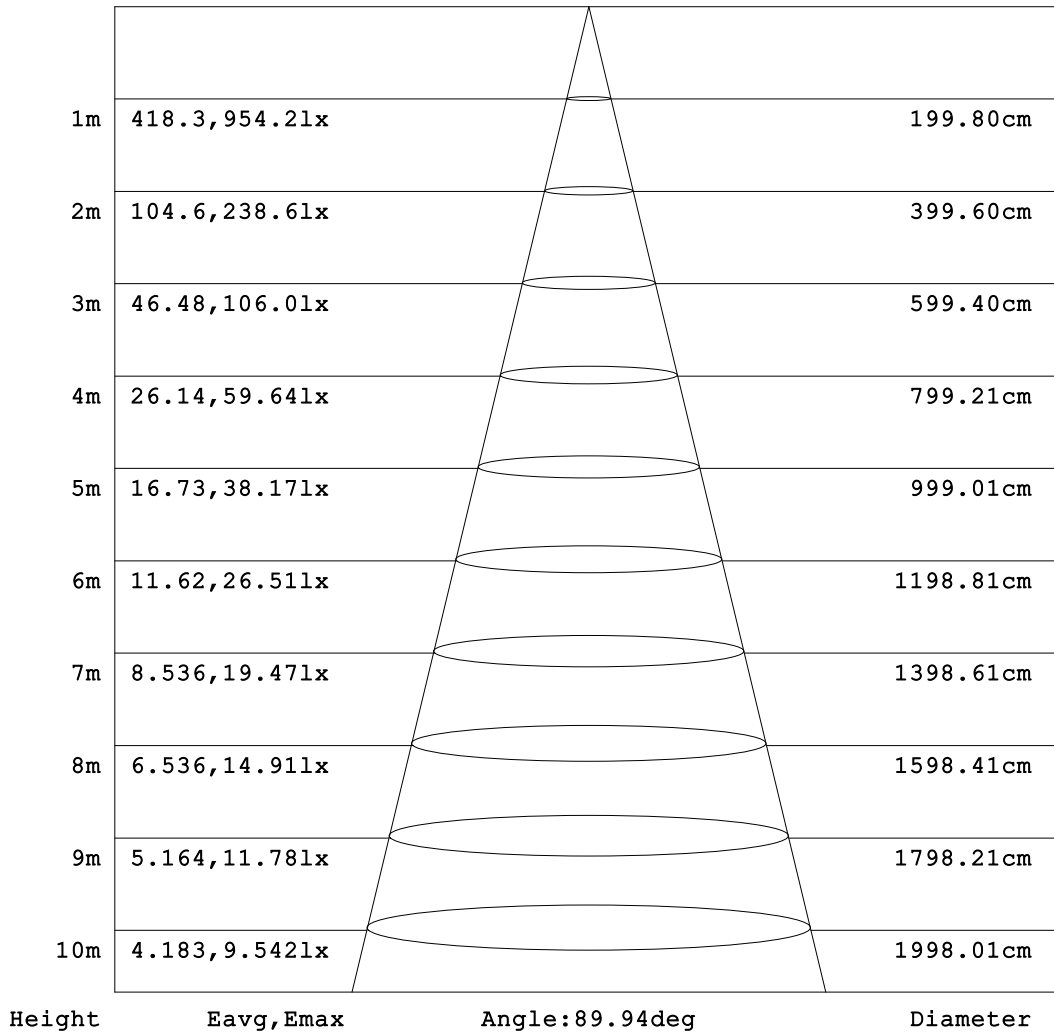 1m 418.3,954.2lx 199.80cm
2m 104.6,238.6lx 399.60cm
3m 46.48,106.0lx 599.40cm
4m 26.14,59.64lx 799.21cm
5m 16.73,38.17lx 999.01cm
6m 11.62,26.51lx 1198.81cm
7m 8.536,19.47lx 1398.61cm
8m 6.536,14.91lx 1598.41cm
9m 5.164,11.78lx 1798.21cm
10m 4.183,9.542lx 1998.01cm
Height Eavg,Emax Angle:89.94deg Diameter